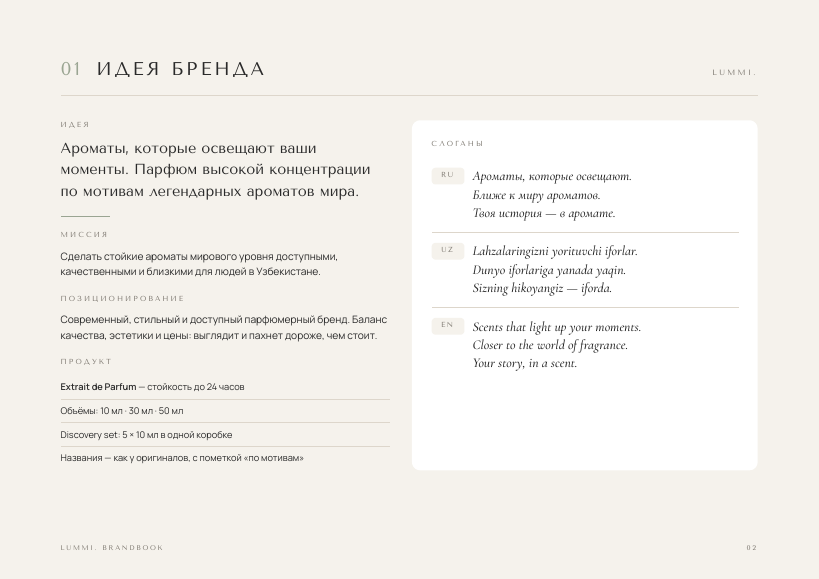 01 ИДЕЯ БРЕНДА
LUMMI.
ИДЕЯ
Ароматы, которые освещают ваши
моменты. Парфюм высокой концентрации
по мотивам легендарных ароматов мира.
МИССИЯ
Сделать стойкие ароматы мирового уровня доступными,
качественными и близкими для людей в Узбекистане.
ПОЗИЦИОНИРОВАНИЕ
Современный, стильный и доступный парфюмерный бренд. Баланс
качества, эстетики и цены: выглядит и пахнет дороже, чем стоит.
ПРОДУКТ
Extrait de Parfum — стойкость до 24 часов
Объёмы: 10 мл · 30 мл · 50 мл
Discovery set: 5 × 10 мл в одной коробке
Названия — как у оригиналов, с пометкой «по мотивам»
СЛОГАНЫ
RU
Ароматы, которые освещают.
Ближе к миру ароматов.
Твоя история — в аромате.
UZ
Lahzalaringizni yorituvchi iforlar.
Dunyo iforlariga yanada yaqin.
Sizning hikoyangiz — iforda.
EN
Scents that light up your moments.
Closer to the world of fragrance.
Your story, in a scent.
LUMMI. BRANDBOOK
02